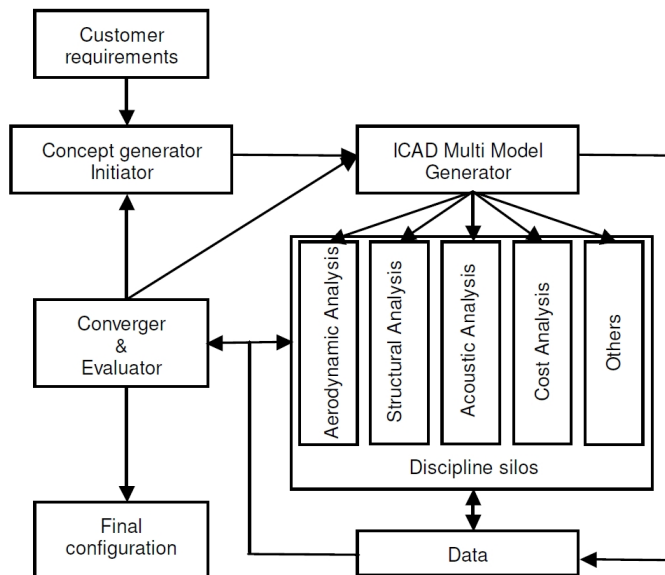 Customer
requirements
Concept generator
Initiator
ICAD Multi Model
Generator
Aerodynamic Analysis
Structural Analysis
Acoustic Analysis
Cost Analysis
Others
Converger
&
Evaluator
Discipline silos
Final
configuration
Data